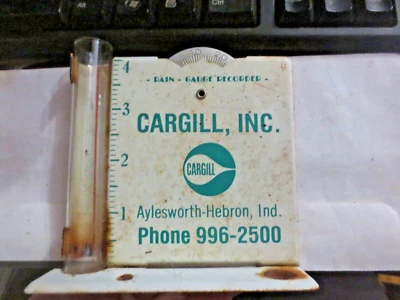 - RAIN - GAUGE RECORDER -
4
3
2
1
CARGILL, INC.
CARGILL
Aylesworth-Hebron, Ind.
Phone 996-2500